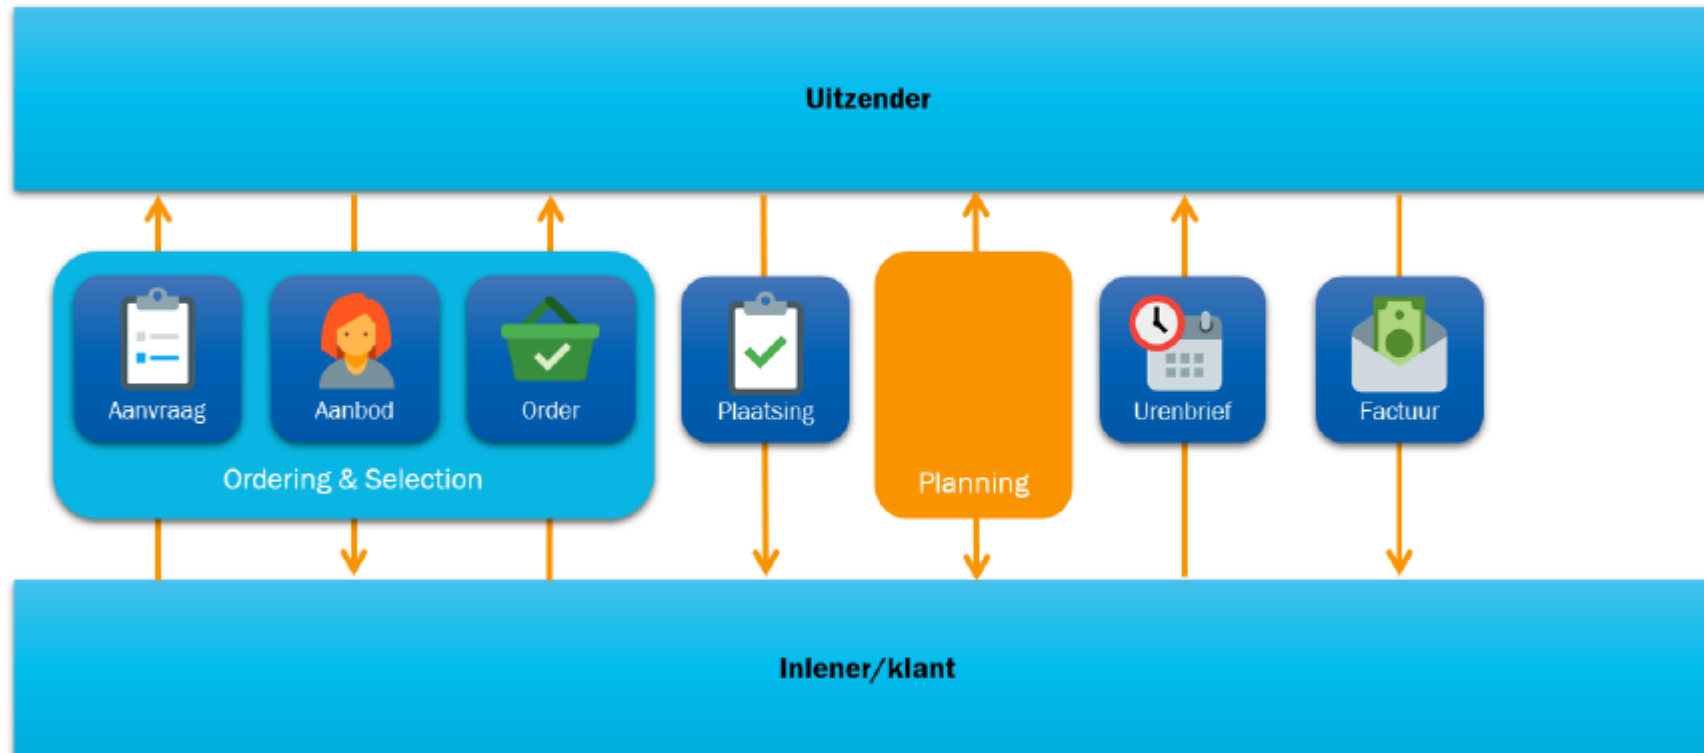 Uitzender
Aanvraag
Aanbod
Order
Ordering & Selection
Plaatsing
Planning
Urenbrief
Factuur
Inlener/klant